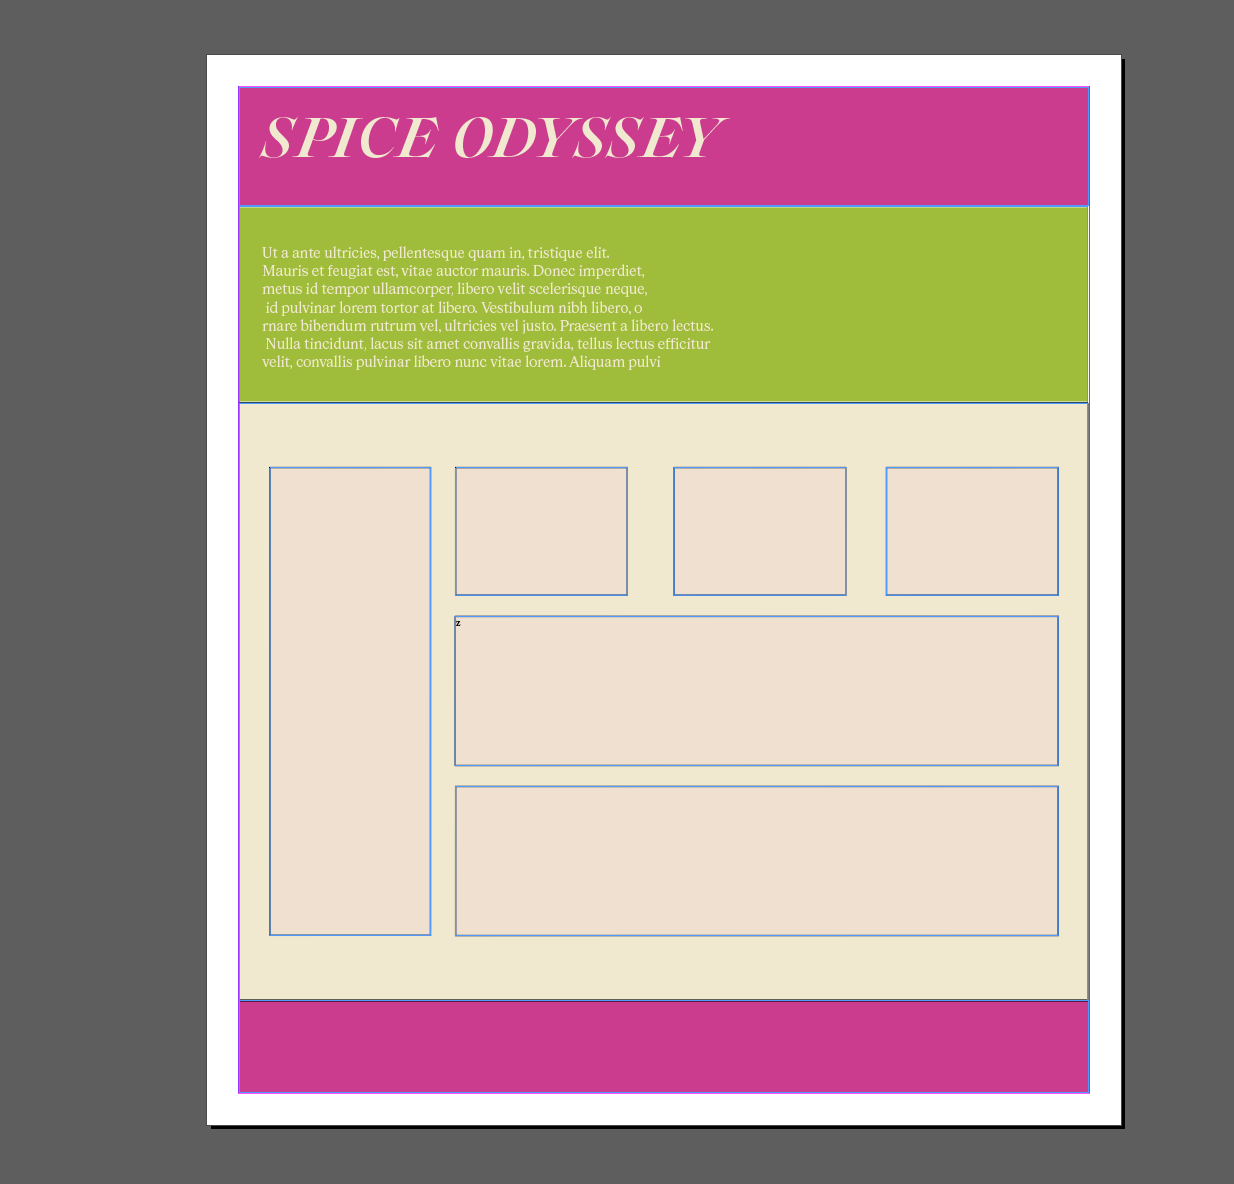 SPICE ODYSSEY
Ut a ante ultricies, pellentesque quam in, tristique elit.
Mauris et feugiat est, vitae auctor mauris. Donec imperdiet,
metus id tempor ullamcorper, libero velit scelerisque neque,
id pulvinar lorem tortor at libero. Vestibulum nibh libero, o
rnare bibendum rutrum vel, ultricies vel justo. Praesent a libero lectus.
Nulla tincidunt, lacus sit amet convallis gravida, tellus lectus efficitur
velit, convallis pulvinar libero nunc vitae lorem. Aliquam pulvi
z